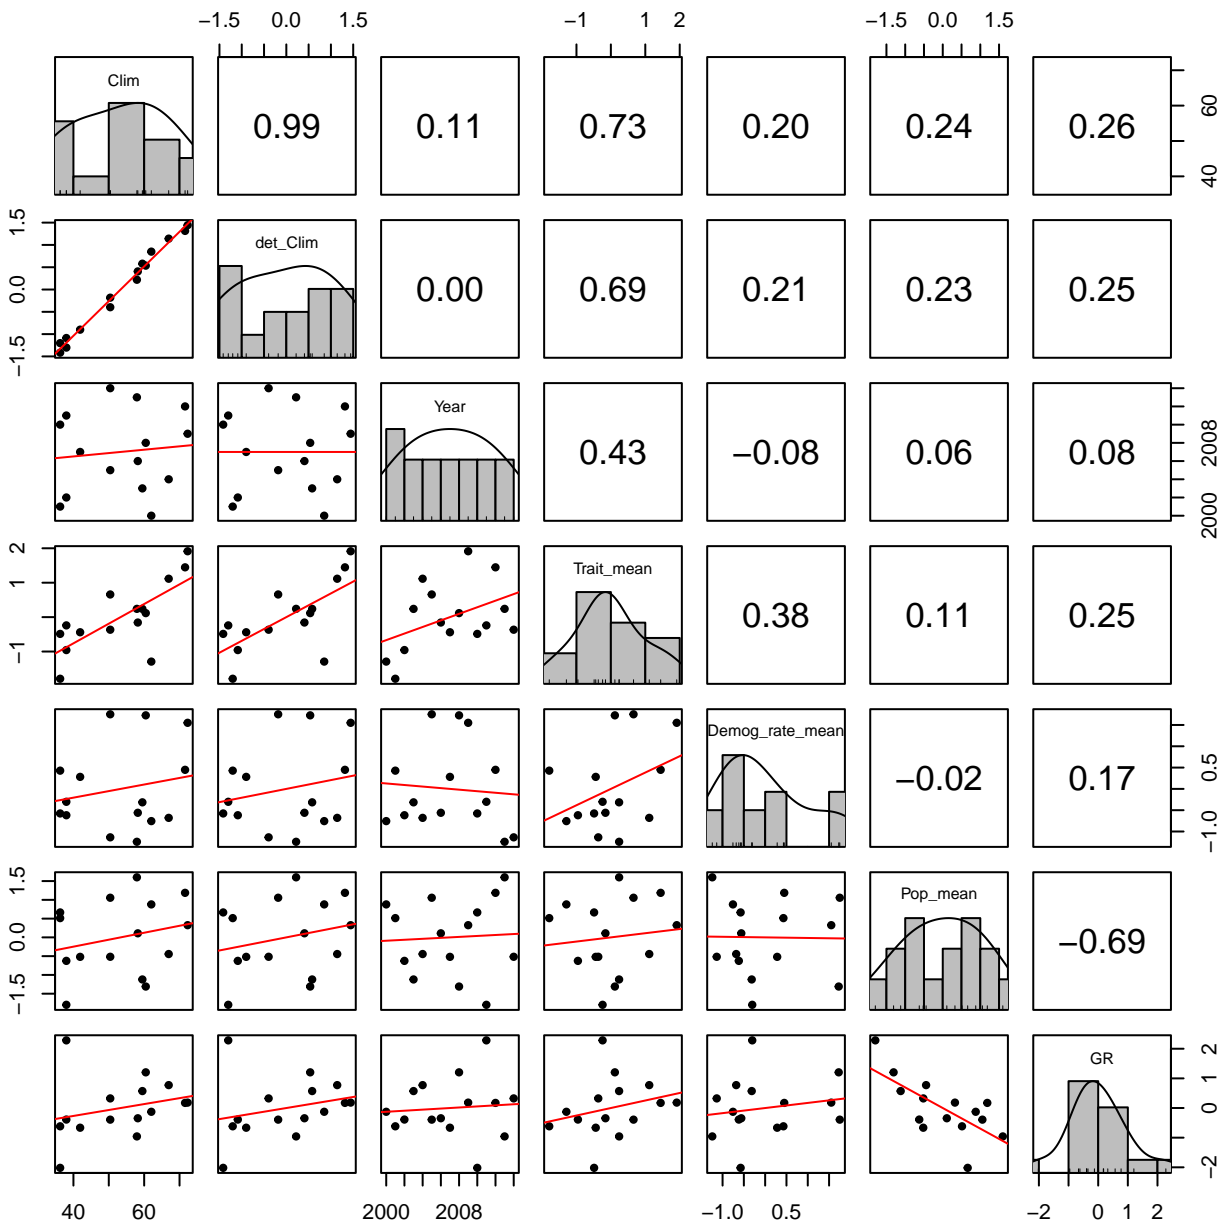 −1.5 0.0 1.5 −1 1 2 −1.5 0.0 1.5
Clim 0.99 0.11 0.73 0.20 0.24 0.26 40 60
−1.5 0.0 1.5 det_Clim 0.00 0.69 0.21 0.23 0.25
Year 0.43 −0.08 0.06 0.08 2000 2008
−1 1 2 Trait_mean 0.38 0.11 0.25
Demog_rate_mean −0.02 0.17 −1.0 0.5
−1.5 0.0 1.5 Pop_mean −0.69
GR −2 0 1 2
40 60 2000 2008 −1.0 0.5 −2 0 1 2